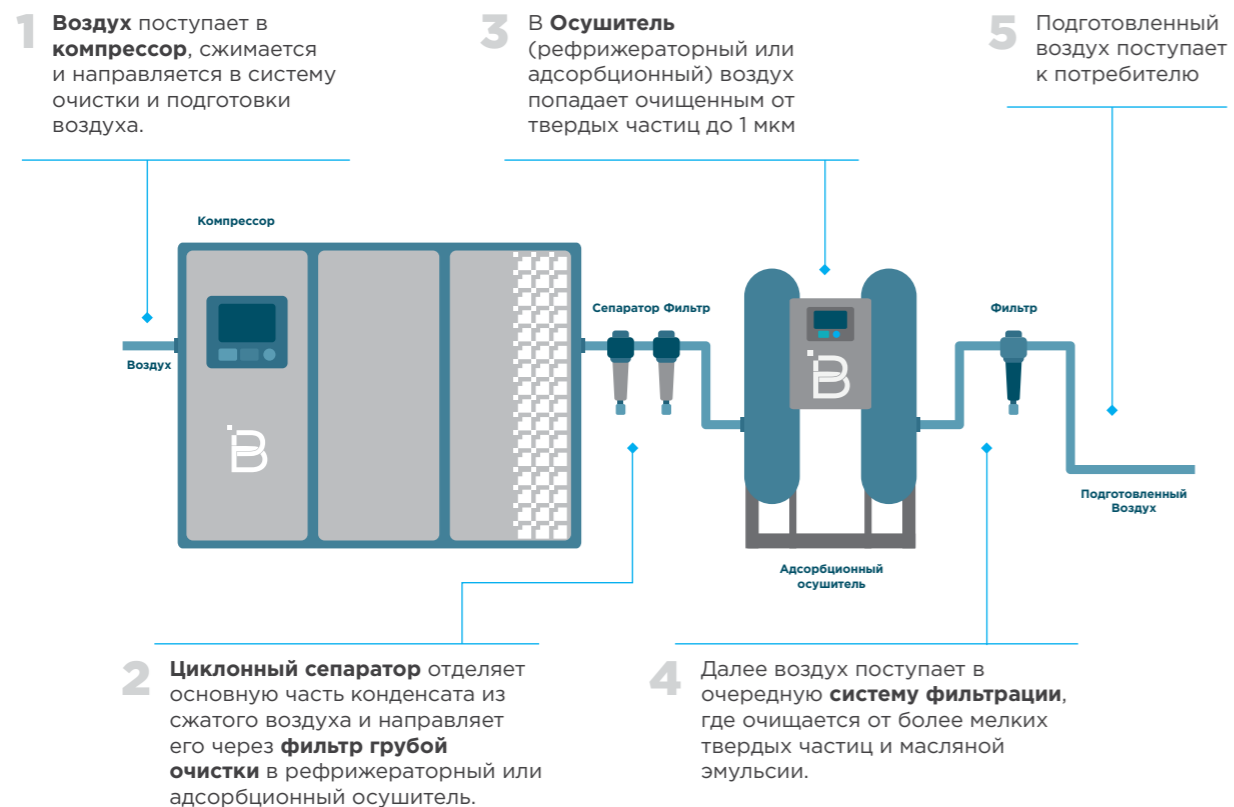 1
Воздух поступает в
компрессор, сжимается
и направляется в систему
очистки и подготовки
воздуха.
3
В Осушитель
(рефрижераторный или
адсорбционный) воздух
попадает очищенным от
твердых частиц до 1 мкм
5
Подготовленный
воздух поступает
к потребителю
Компрессор
Сепаратор Фильтр
Фильтр
Воздух
Подготовленный
Воздух
Адсорбционный
осушитель
2
Циклонный сепаратор отделяет
основную часть конденсата из
сжатого воздуха и направляет
его через фильтр грубой
очистки в рефрижераторный или
адсорбционный осушитель.
4
Далее воздух поступает в
очередную систему фильтрации,
где очищается от более мелких
твердых частиц и масляной
эмульсии.